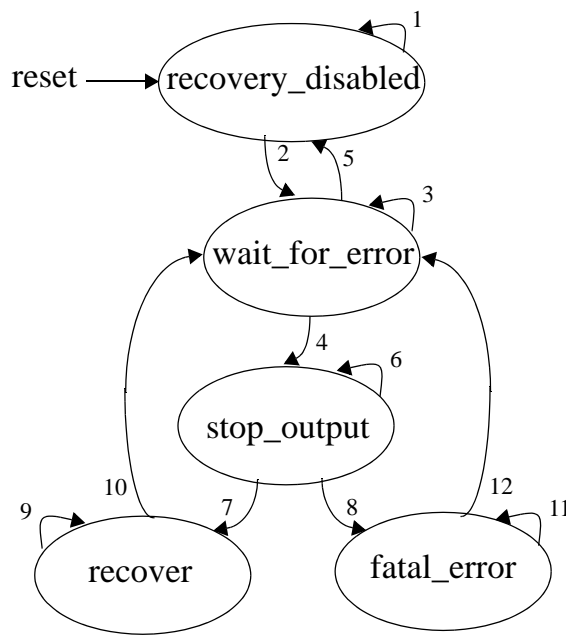 1
reset
recovery_disabled
2
5
3
wait_for_error
4
6
stop_output
10
7
8
12
9
11
recover
fatal_error